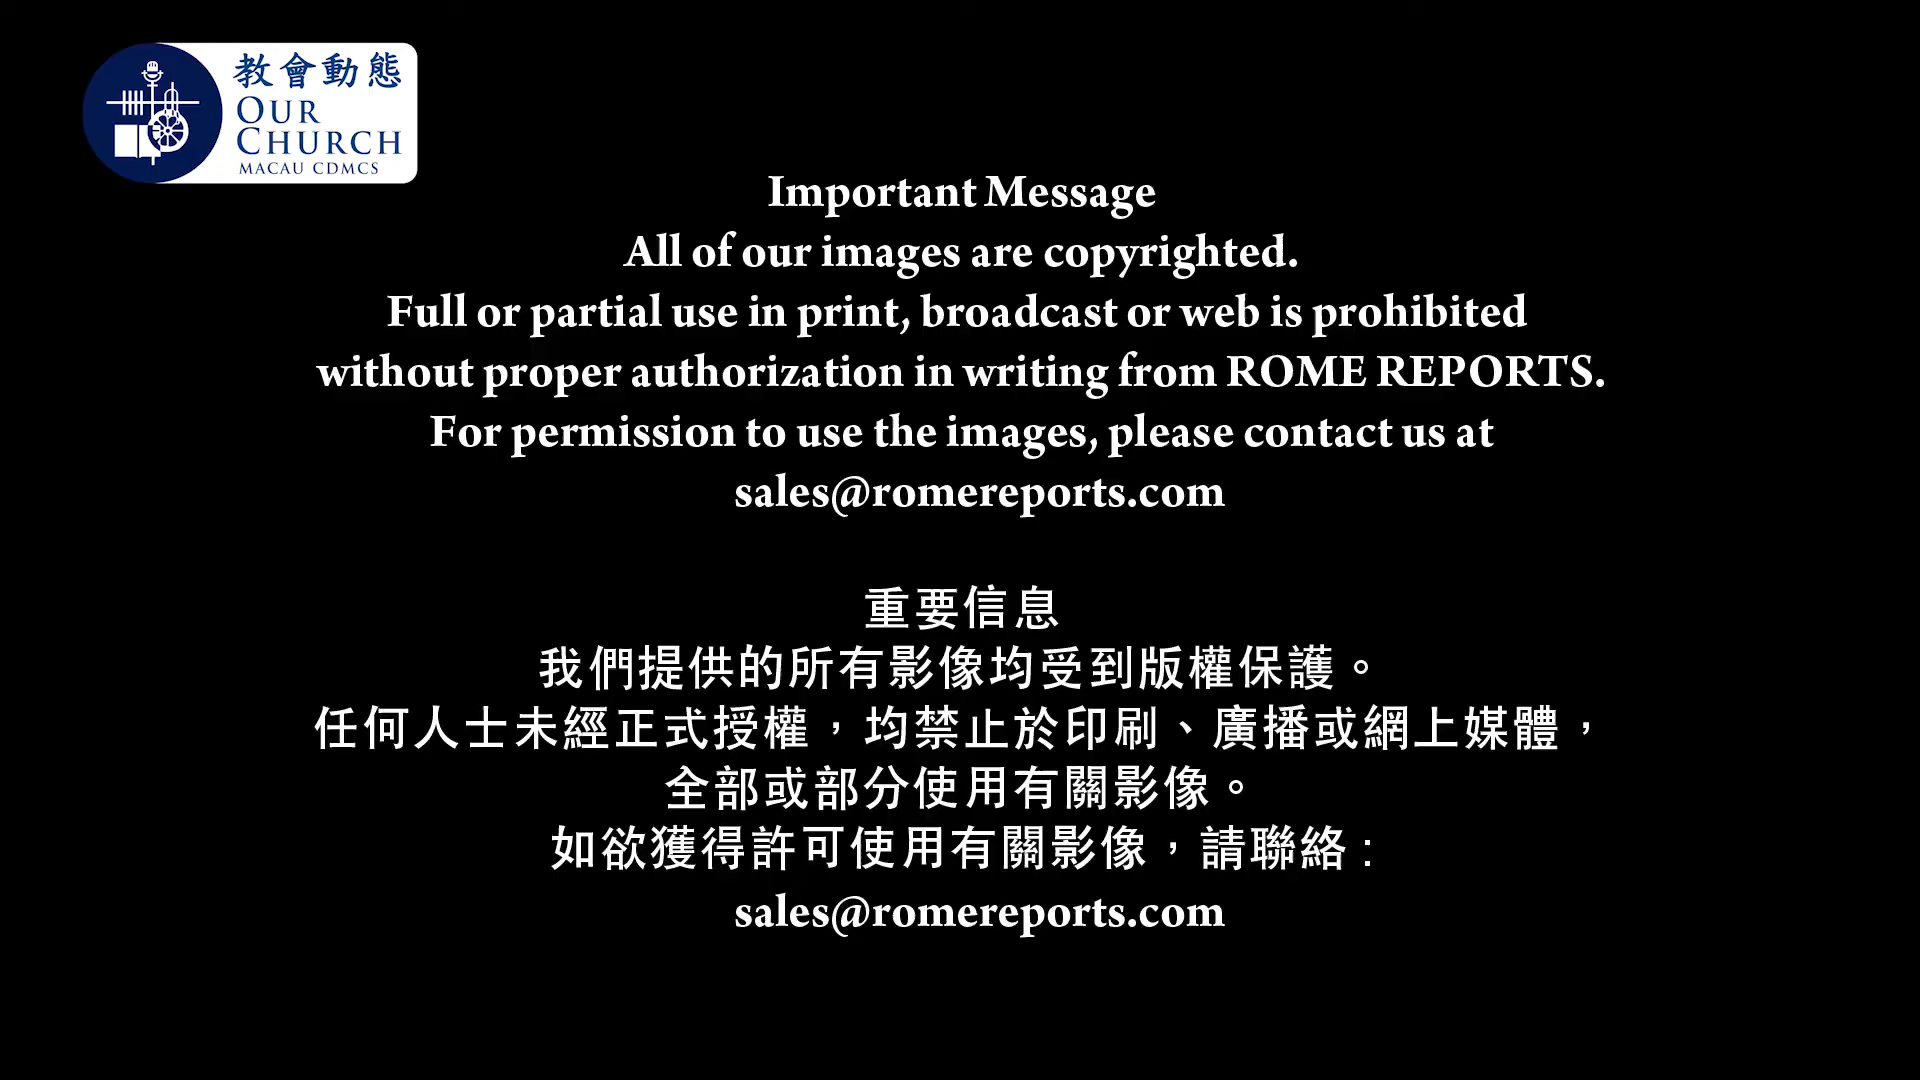 教會動態
OUR
CHURCH
MACAU CDMCS
Important Message
All of our images are copyrighted.
Full or partial use in print, broadcast or web is prohibited
without proper authorization in writing from ROME REPORTS.
For permission to use the images, please contact us at
sales@romereports.com
重要信息
我們提供的所有影像均受到版權保護。
任何人士未經正式授權，均禁止於印刷、廣播或網上媒體，
全部或部分使用有關影像。
如欲獲得許可使用有關影像，請聯絡：
sales@romereports.com